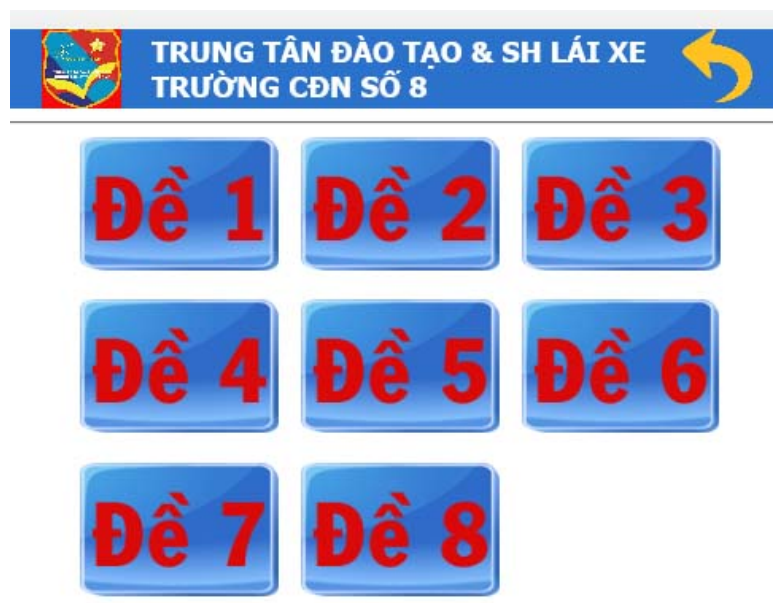 TRUNG TÂN ĐÀO TẠO & SH LÁI XE
TRƯỜNG CĐN SỐ 8
Đề 1 Đề 2 Đề 3
Đề 4 Đề 5 Đề 6
Đề 7 Đề 8